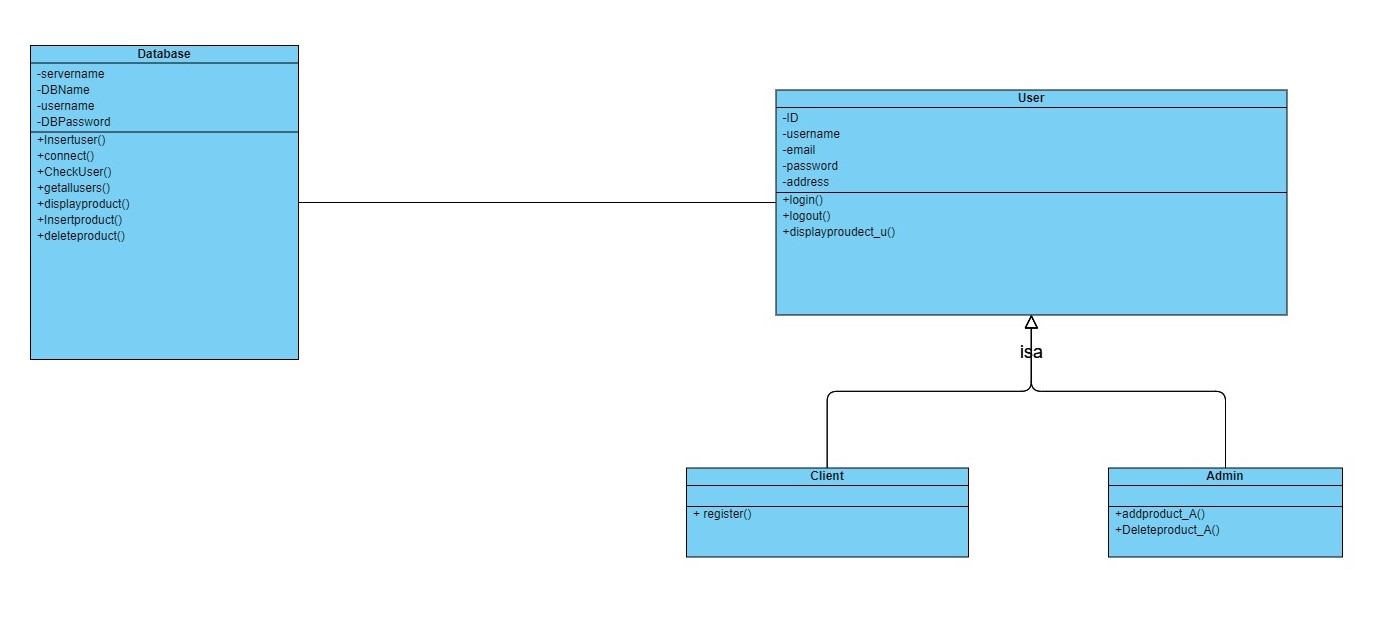 Database
-servername
-DBName
-username
-DBPassword
+Insertuser()
+connect()
+CheckUser()
+getallusers()
+displayproduct()
+Insertproduct()
+deleteproduct()
User
-ID
-username
-email
-password
-address
+login()
+logout()
+displayproudect_u()
isa
Client
+ register()
Admin
+addproduct_A()
+Deleteproduct_A()